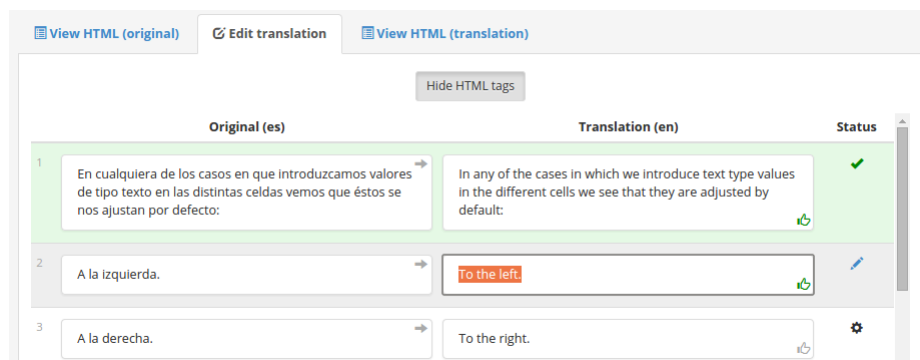 View HTML (original) Edit translation View HTML (translation)
Hide HTML tags
Original (es) Translation (en) Status
1
En cualquiera de los casos en que introduzcamos valores
de tipo texto en las distintas celdas vemos que éstos se
nos ajustan por defecto:
In any of the cases in which we introduce text type values
in the different cells we see that they are adjusted by
default:
2
A la izquierda.
To the left.
3
A la derecha.
To the right.